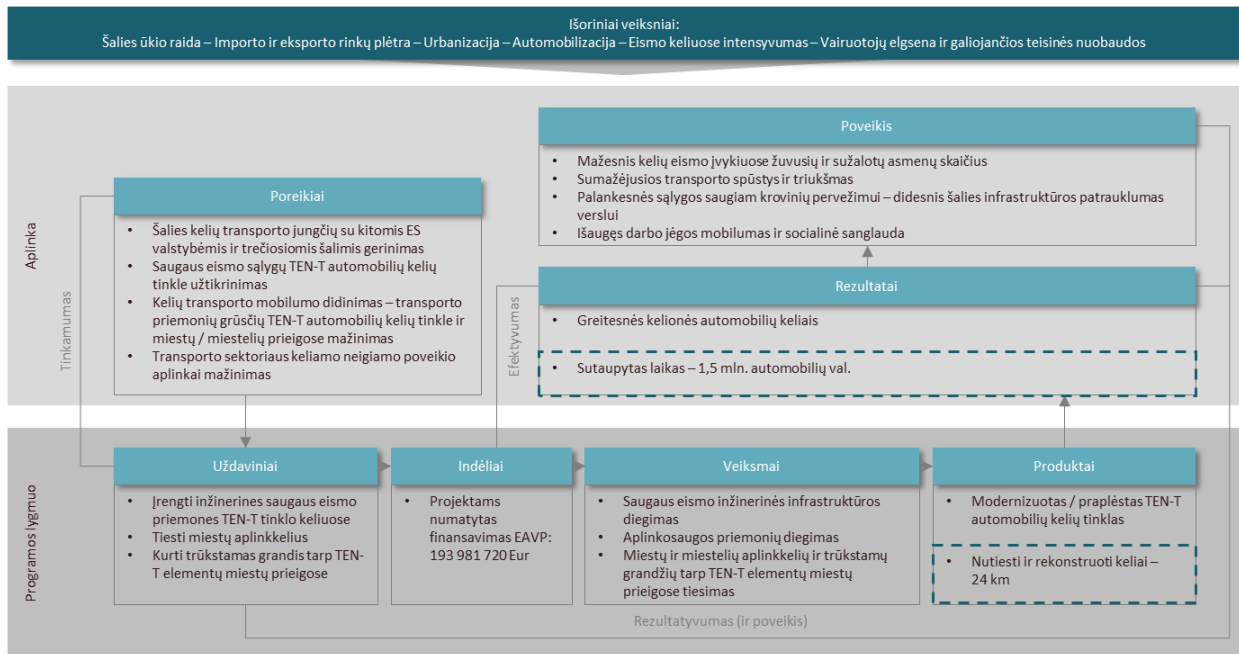 Išoriniai veiksniai:
Šalies ūkio raida – Importo ir eksporto rinkų plėtra – Urbanizacija – Automobilizacija – Eismo keliuose intensyvumas – Vairuotojų elgsena ir galiojančios teisinės nuobaudos
Aplinka
Poveikis
• Mažesnis kelių eismo įvykiuose žuvusių ir sužalotų asmenų skaičius
• Sumažėjusios transporto spūstys ir triukšmas
• Palankesnės sąlygos saugiam krovinių pervežimui – didesnis šalies infrastruktūros patrauklumas
verslui
• Išaugęs darbo jėgos mobilumas ir socialinė sanglauda
Poreikiai
• Šalies kelių transporto jungčių su kitomis ES
valstybėmis ir trečiosiomis šalimis gerinimas
• Saugaus eismo sąlygų TEN-T automobilių kelių
tinkle užtikrinimas
• Kelių transporto mobilumo didinimas – transporto
priemonių grūsčių TEN-T automobilių kelių tinkle ir
miestų / miestelių prieigose mažinimas
• Transporto sektoriaus keliamo neigiamo poveikio
aplinkai mažinimas
Tinkamumas
Efektyvumas
Rezultatai
• Greitesnės kelionės automobilių keliais
• Sutaupytas laikas – 1,5 mln. automobilių val.
Programos lygmuo
Uždaviniai
• Įrengti inžinerines saugaus eismo
priemones TEN-T tinklo keliuose
• Tiesti miestų aplinkkelius
• Kurti trūkstamas grandis tarp TEN-
T elementų miestų prieigose
Indėliai
• Projektams
numatytas
finansavimas EAVP:
193 981 720 Eur
Veiksmai
• Saugaus eismo inžinerinės infrastruktūros
diegimas
• Aplinkosaugos priemonių diegimas
• Miestų ir miestelių aplinkkelių ir trūkstamų
grandžių tarp TEN-T elementų miestų
prieigose tiesimas
Produktai
• Modernizuotas / praplėstas TEN-T
automobilių kelių tinklas
• Nutiesti ir rekonstruoti keliai –
24 km
Rezultatyvumas (ir poveikis)